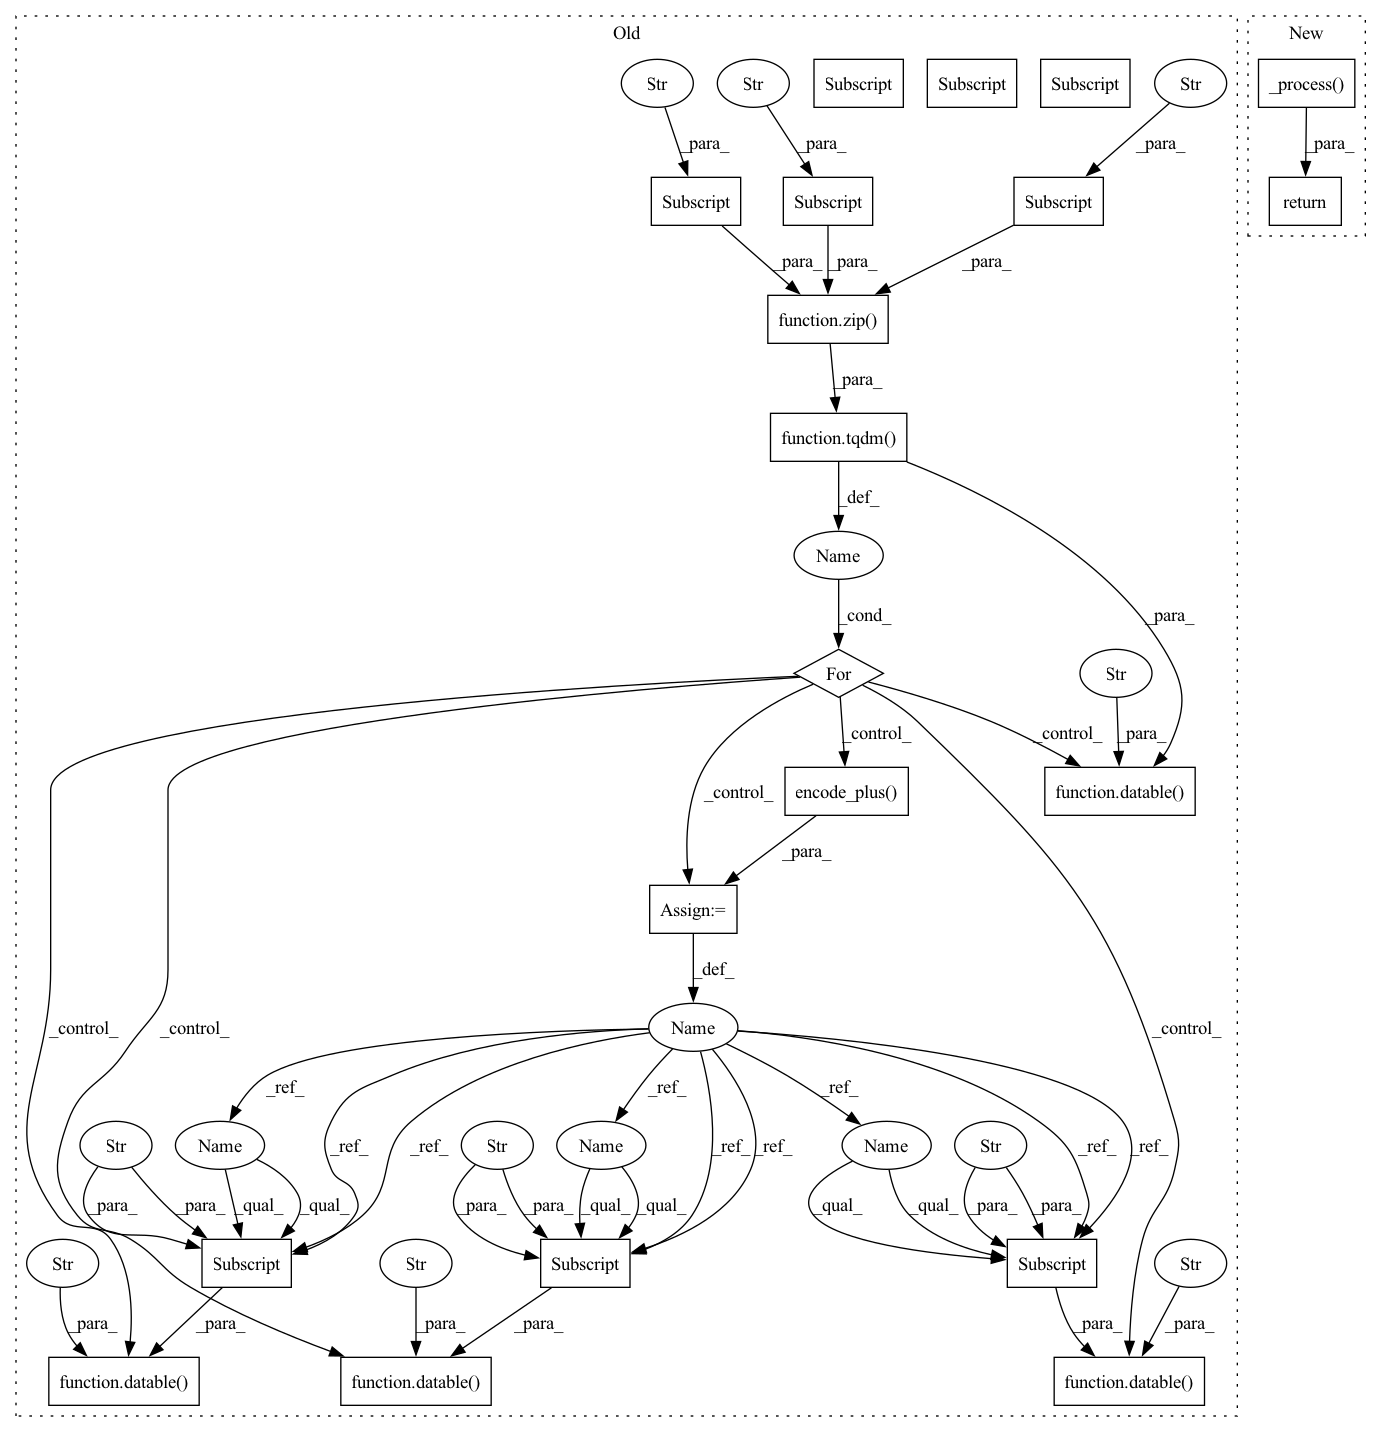 Old
New
Str
Str
Subscript
Subscript
Subscript
Str
_process()
_para_
_para_
_para_
_para_
Subscript
Subscript
Subscript
return
_para_
_para_
_para_
function.zip()
_para_
function.tqdm()
_def_
Name
_cond_
_para_
For
Str
_control_
_control_
_para_
_control_
encode_plus()
function.datable()
_para_
Assign:=
_def_
_control_
_control_
Name
_control_
_ref_
_ref_
_ref_
Str
Name
_ref_
_ref_
Str
Name
_ref_
_ref_
Name
Str
_ref_
_ref_
_para_
_para_
_qual_
_qual_
_para_
_para_
_qual_
_qual_
_qual_
_qual_
_para_
_para_
Str
Subscript
Str
Subscript
Subscript
Str
_para_
_para_
_para_
_para_
_para_
_para_
function.datable()
function.datable()
function.datable()